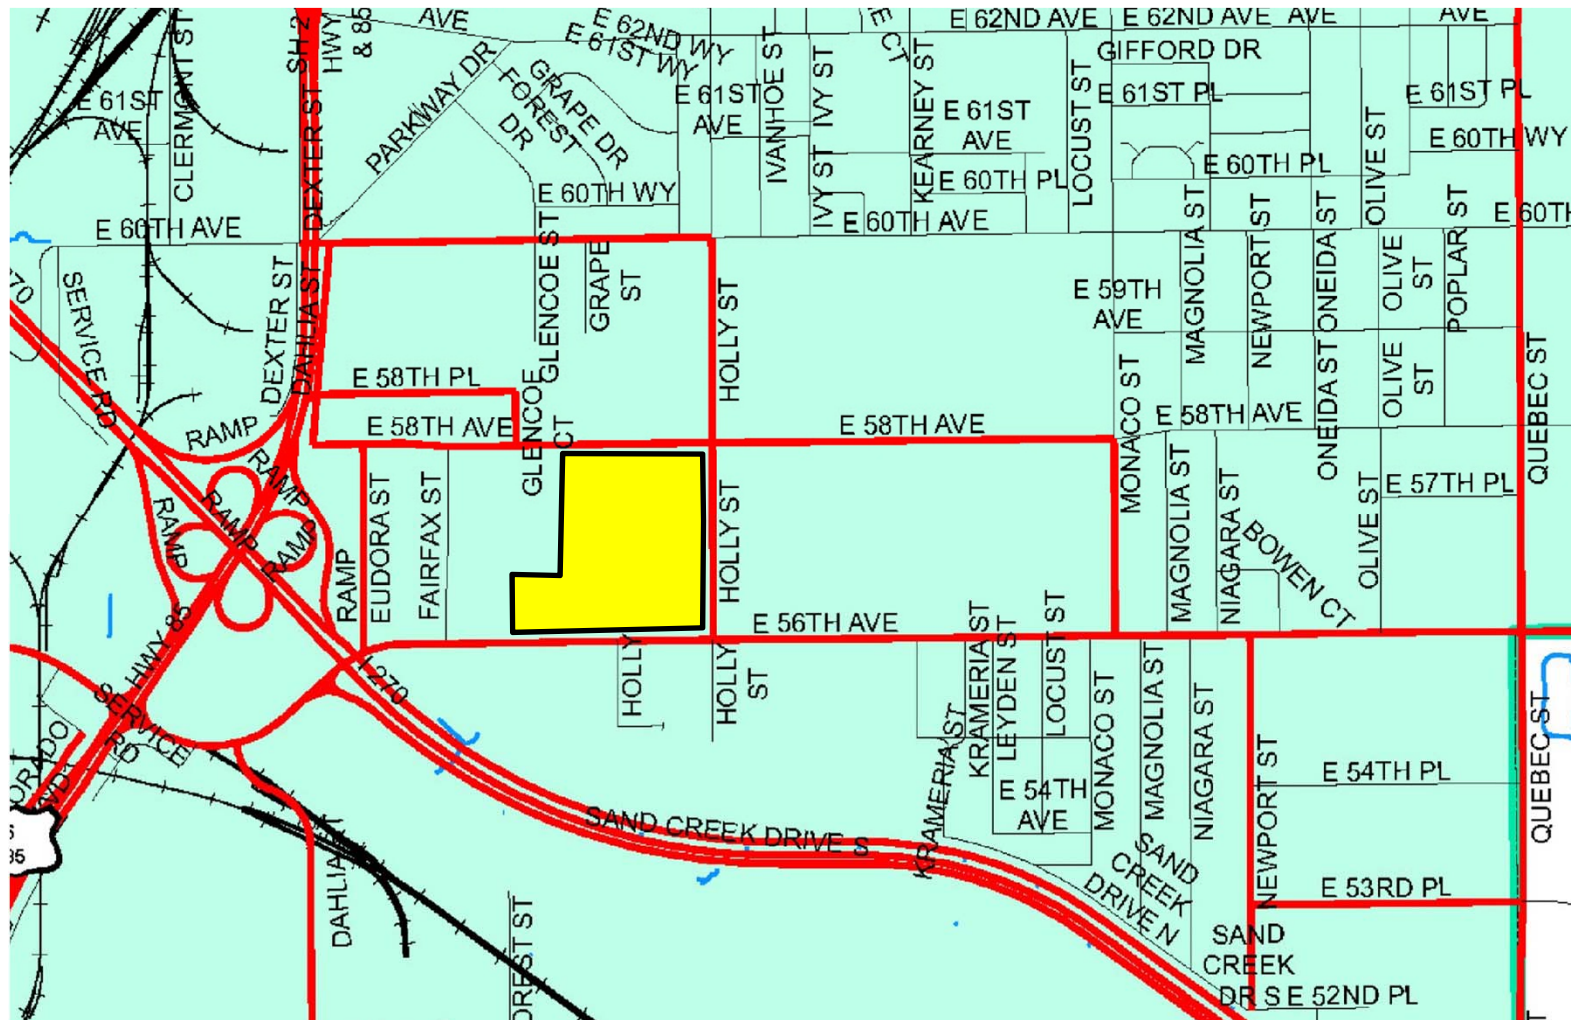 AVE
E 62ND WY
E 61ST WY
E CT
E 62ND AVE
E 62ND AVE
AVE
AVE
SH 2
HWY
& 85
CLERMONT ST
E 61ST
AVE
DEXTER ST
PARKWAY DR
FOREST
DR
GRAPE DR
E 61ST
AVE
IVANHOE ST
IVY ST
IVY ST
KEARNEY ST
E 61ST
AVE
LOCUST ST
GIFFORD DR
E 61ST PL
E 61ST PL
OLIVE ST
E 60TH WY
E 60TH PL
E 60TH WY
E 60TH PL
E 60TH AVE
E 60TH AVE
E 60TH
70
SERVICE RD
DEXTER ST
DAHLIA ST
GLENCOE ST
GRAPE
ST
HOLLY ST
E 59TH
AVE
MAGNOLIA ST
NEWPORT ST
ONEIDA ST
OLIVE
ST
POPLAR ST
QUEBEC ST
E 58TH PL
E 58TH AVE
GLENCOE
CT
E 58TH AVE
MONACO ST
E 58TH AVE
ONEIDA ST
OLIVE
ST
RAMP
RAMP
RAMP
RAMP
RAMP
RAMP
EUDORA ST
FAIRFAX ST
HOLLY ST
MAGNOLIA ST
NIAGARA ST
BOWEN CT
OLIVE ST
E 57TH PL
E 56TH AVE
HWY 85
I-270
SERVICE
RD
HOLLY
HOLLY
ST
KRAMERIA ST
KRAMERIA ST
LEYDEN ST
LOCUST ST
MONACO ST
MAGNOLIA ST
NIAGARA ST
E 54TH
AVE
NEWPORT ST
E 54TH PL
QUEBEC ST
SAND CREEK DRIVE S
SAND
CREEK
DRIVE N
E 53RD PL
SAND
CREEK
DR S
E 52ND PL
85